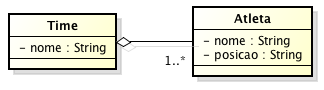 Time
- nome : String
1..*
Atleta
- nome : String
- posicao : String